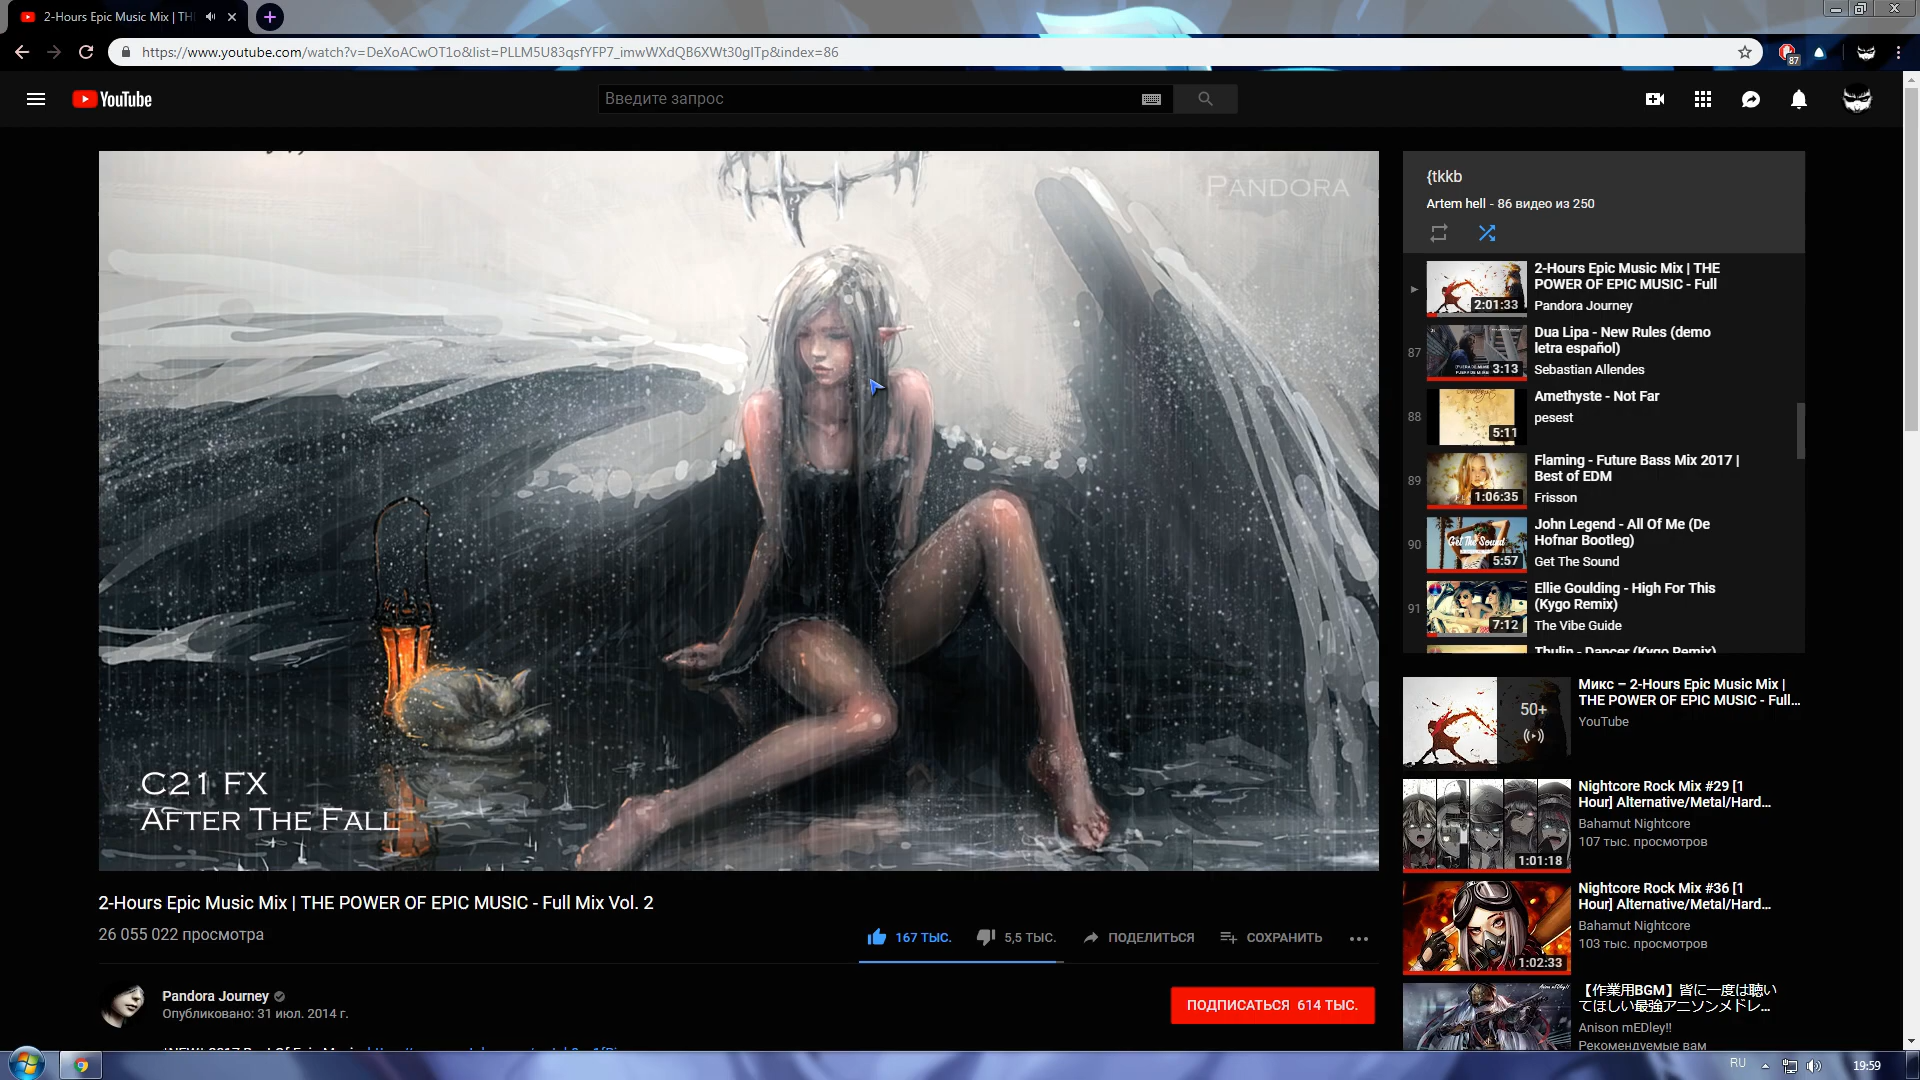 2-Hours Epic Music Mix | TH
https://www.youtube.com/watch?v=DeXoACwOT1o&list=PLLM5U83qsfYFP7_imwWXdQB6XWt30glTp&index=86
87
YouTube
Введите запрос
PANDORA
C21 FX
AFTER THE FALL
{tkkb
Artem hell - 86 видео из 250
2-Hours Epic Music Mix | THE
POWER OF EPIC MUSIC - Full
Pandora Journey
2:01:33
87
Dua Lipa - New Rules (demo
letra español)
Sebastian Allendes
3:13
88
Amethyste - Not Far
pesest
5:11
89
Flaming - Future Bass Mix 2017 |
Best of EDM
Frisson
1:06:35
90
John Legend - All Of Me (De
Hofnar Bootleg)
Get The Sound
Get The Sound
5:57
91
Ellie Goulding - High For This
(Kygo Remix)
The Vibe Guide
7:12
Thulin - Dancer (Kygo Remix)
Микс – 2-Hours Epic Music Mix |
THE POWER OF EPIC MUSIC - Full...
YouTube
50+
Nightcore Rock Mix #29 [1
Hour] Alternative/Metal/Hard...
Bahamut Nightcore
107 тыс. просмотров
1:01:18
Nightcore Rock Mix #36 [1
Hour] Alternative/Metal/Hard...
Bahamut Nightcore
103 тыс. просмотров
1:02:33
【作業用BGM】皆に一度は聴い
てほしい最強アニソンメドレ...
Anison mEDley!!
Рекомендуемые вам
2-Hours Epic Music Mix | THE POWER OF EPIC MUSIC - Full Mix Vol. 2
26 055 022 просмотра
167 ТЫС.
5,5 ТЫС.
ПОДЕЛИТЬСЯ
СОХРАНИТЬ
Pandora Journey
Опубликовано: 31 июл. 2014 г.
ПОДПИСАТЬСЯ 614 ТЫС.
RU
19:59